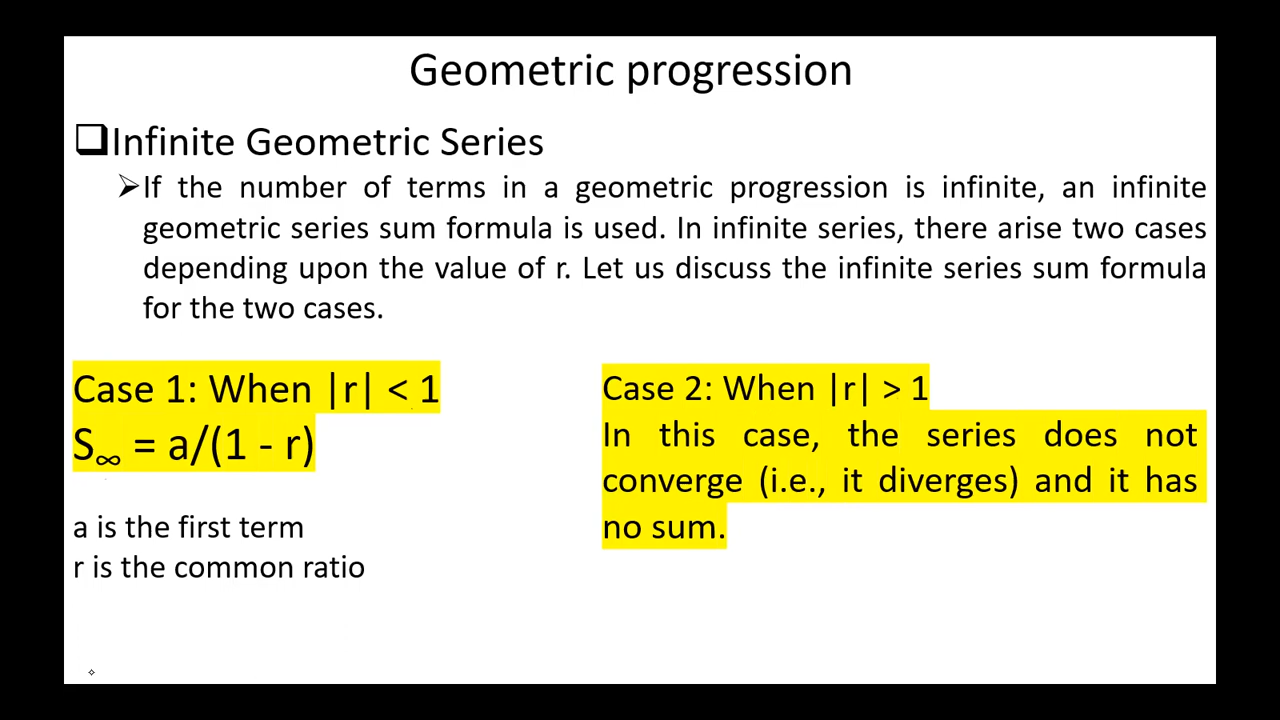 Geometric progression
❑Infinite Geometric Series
➢If the number of terms in a geometric progression is infinite, an infinite
geometric series sum formula is used. In infinite series, there arise two cases
depending upon the value of r. Let us discuss the infinite series sum formula
for the two cases.
Case 1: When |r| < 1
S∞ = a/(1 - r)
a is the first term
r is the common ratio
Case 2: When |r| > 1
In this case, the series does not
converge (i.e., it diverges) and it has
no sum.